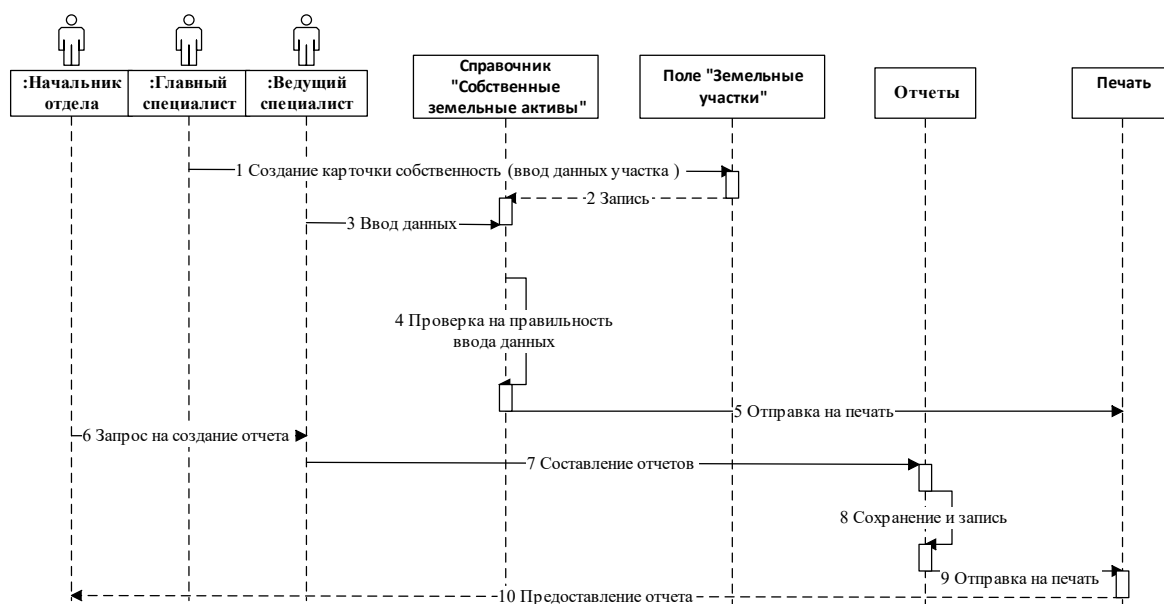 :Начальник
отдела
:Главный
специалист
:Ведущий
специалист
Справочник
"Собственные
земельные активы"
Поле "Земельные
участки"
Отчеты
Печать
1 Создание карточки собственность (ввод данных участка )
2 Запись
3 Ввод данных
4 Проверка на правильность
ввода данных
5 Отправка на печать
6 Запрос на создание отчета
7 Составление отчетов
8 Сохранение и запись
9 Отправка на печать
10 Предоставление отчета